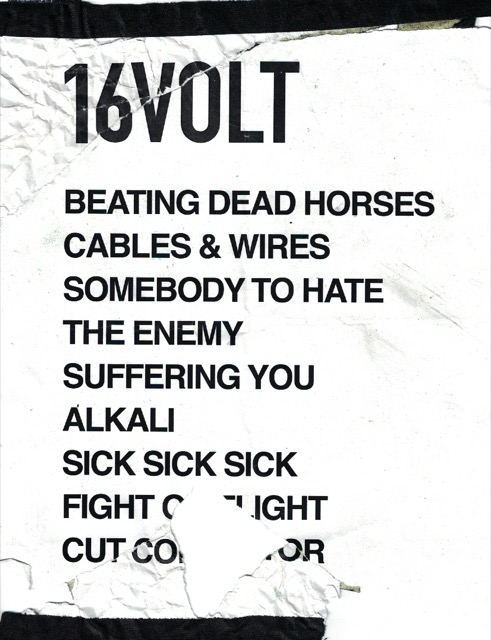 16VOLT
BEATING DEAD HORSES
CABLES & WIRES
SOMEBODY TO HATE
THE ENEMY
SUFFERING YOU
ALKALI
SICK SICK SICK
FIGHT
CUT